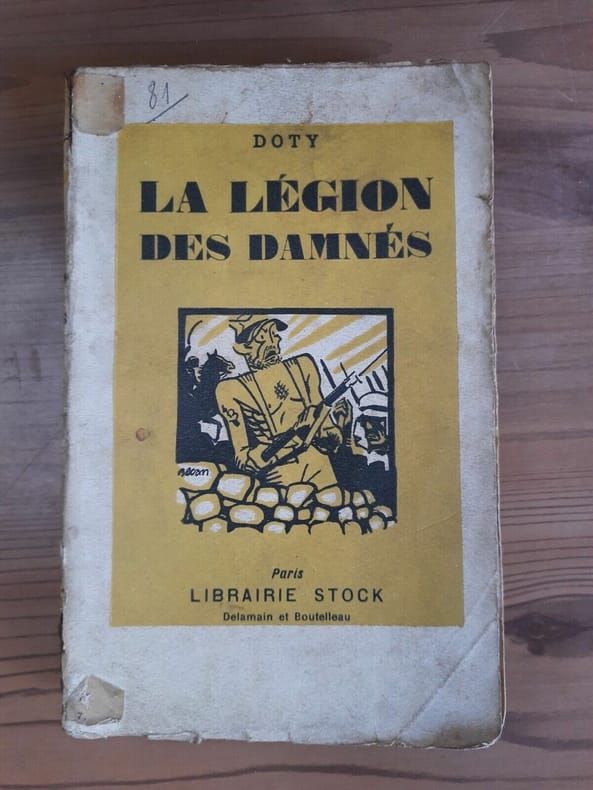 81
DOTY
LA LÉGION
DES DAMNÉS
Paris
LIBRAIRIE STOCK
Delamain et Boutelleau